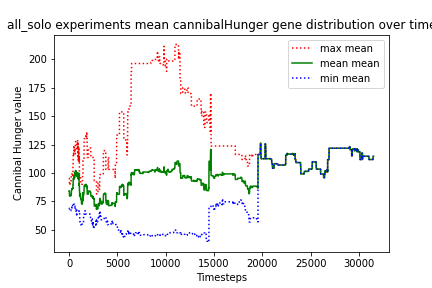 all_solo experiments mean cannibalHunger gene distribution over time
max mean
mean mean
min mean
Cannibal Hunger value
200
175
150
125
100
75
50
0 5000 10000 15000 20000 25000 30000
Timesteps